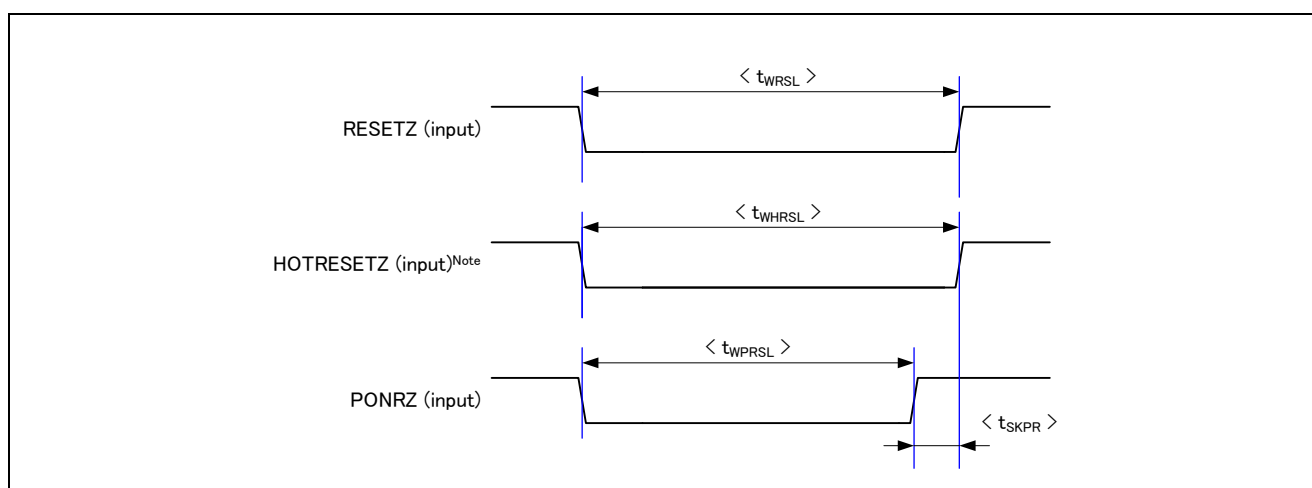 < tWRSL >
RESETZ (input)
< tWHRSL >
HOTRESETZ (input)Note
< tWPRSL >
PONRZ (input)
< tSKPR >